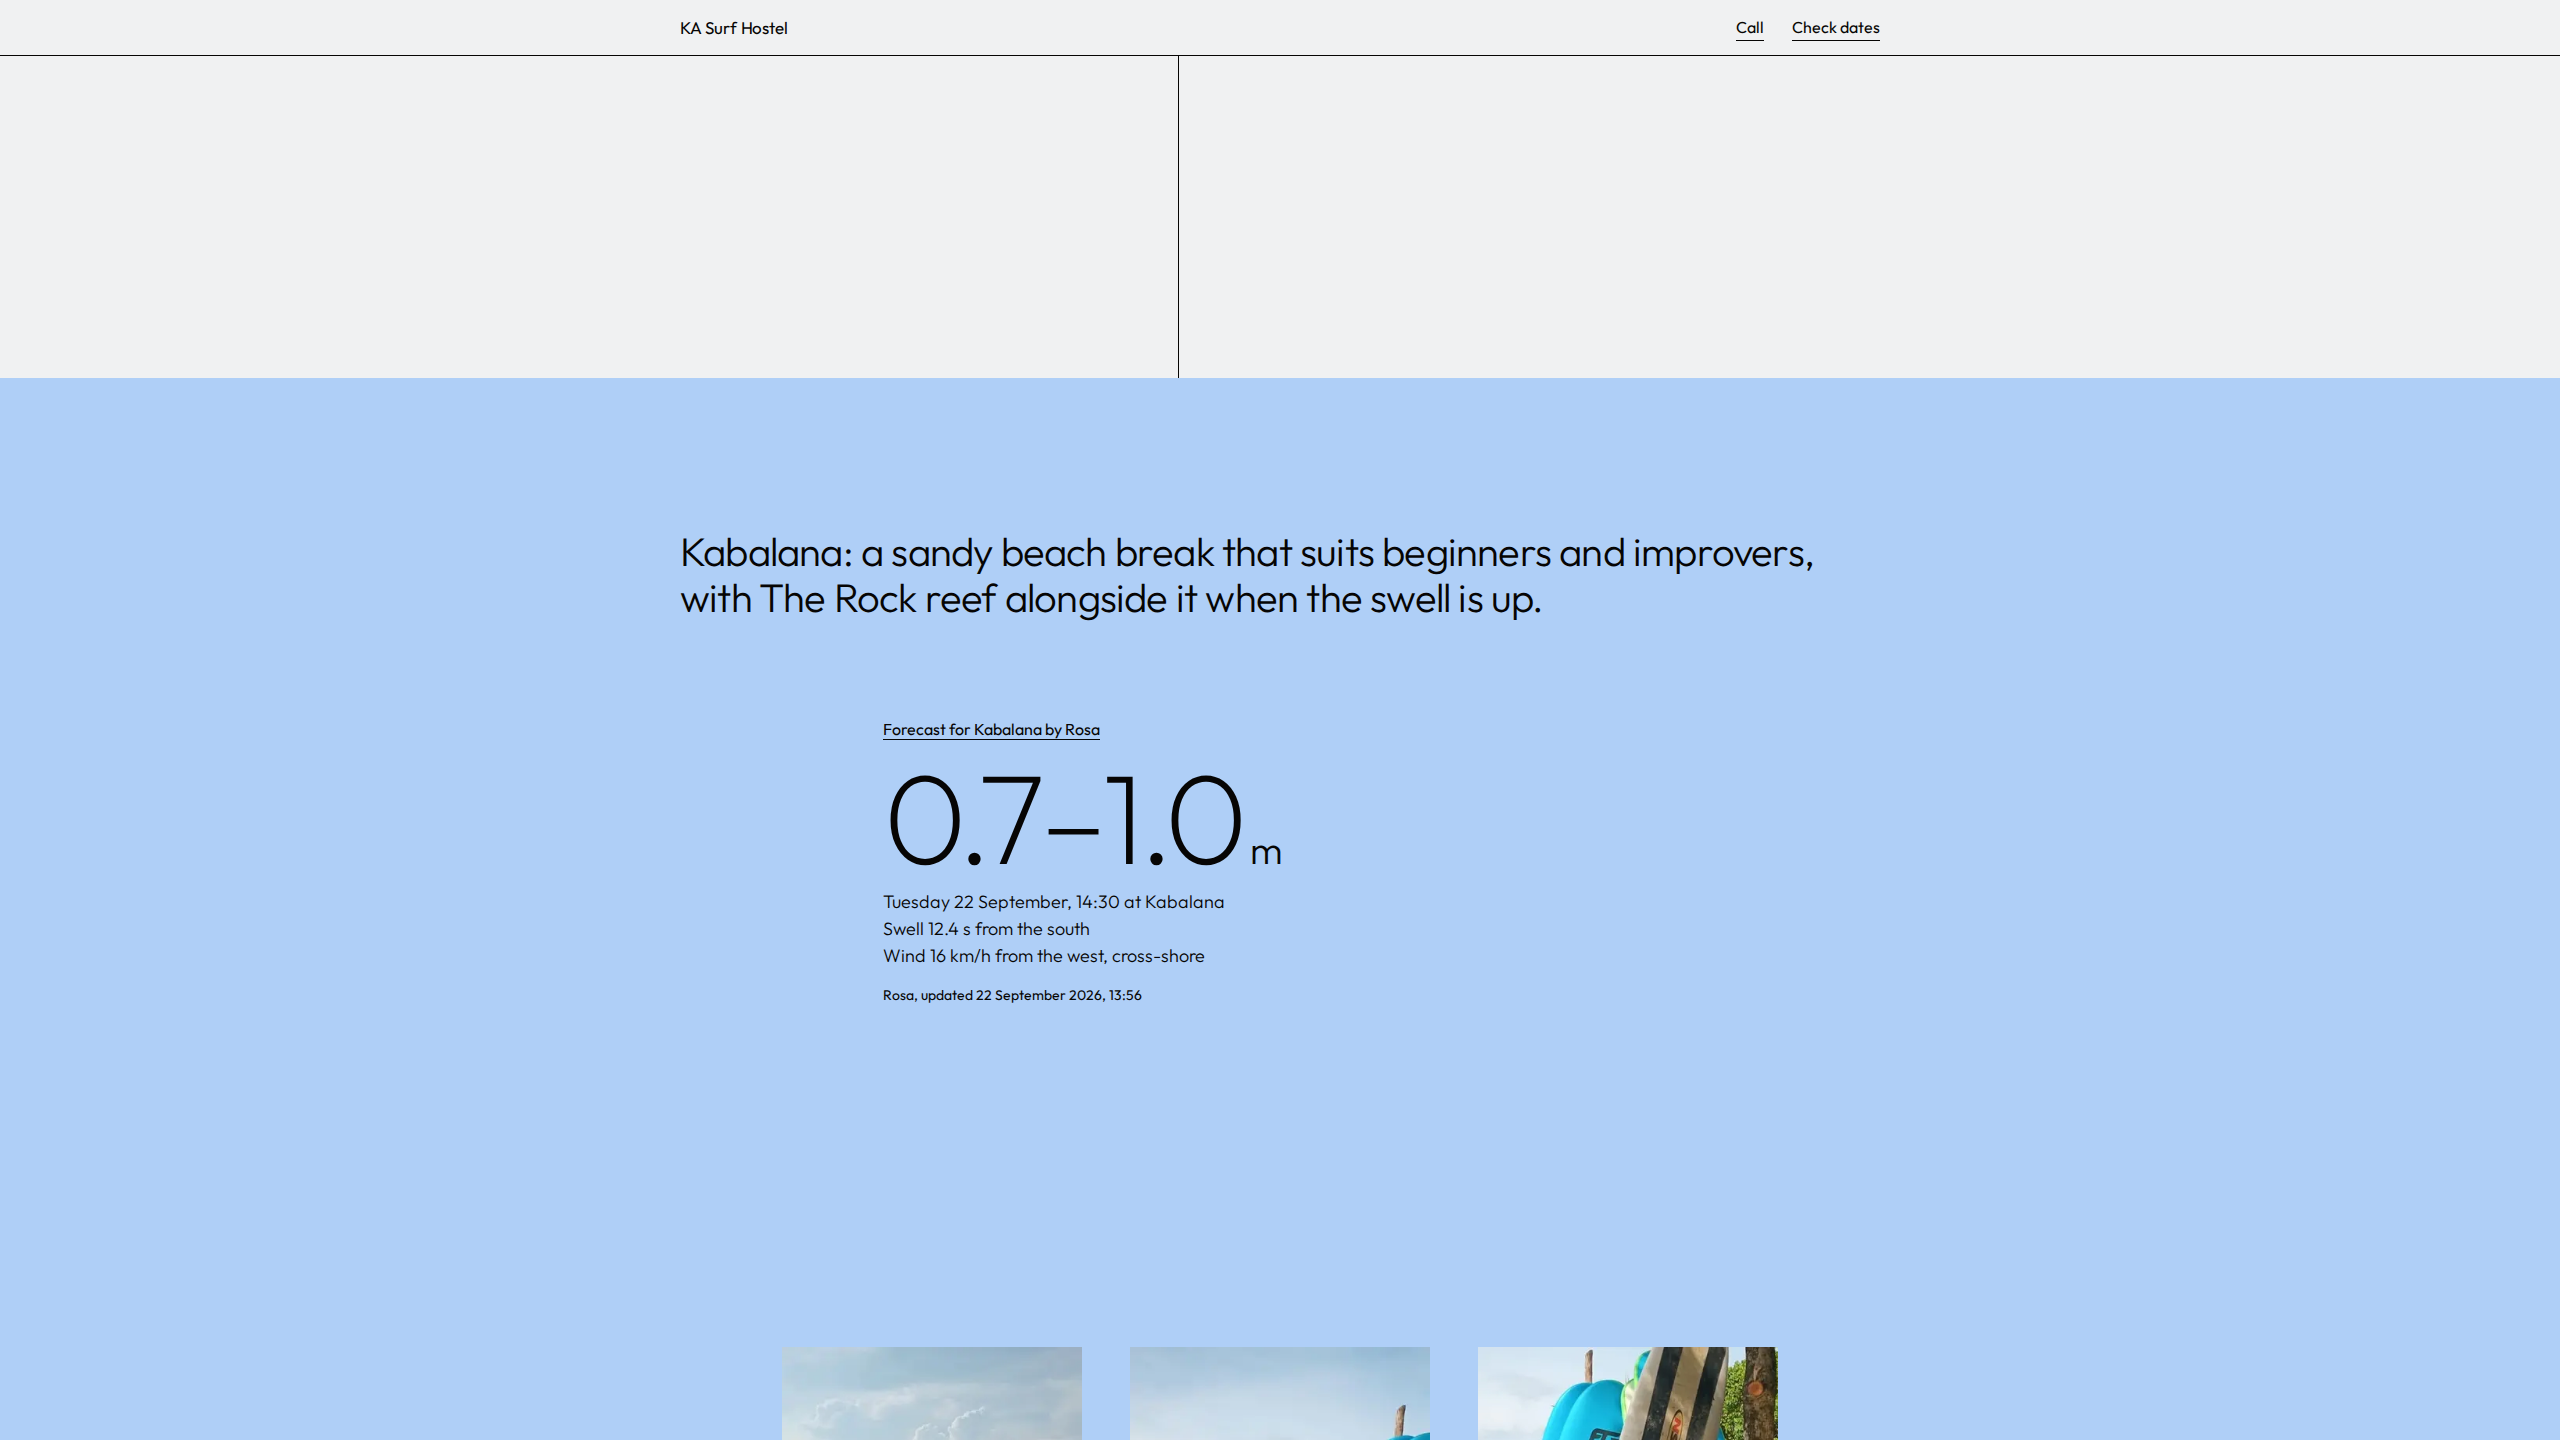 KA Surf Hostel
Call
Check dates
Kabalana: a sandy beach break that suits beginners and improvers,
with The Rock reef alongside it when the swell is up.
Forecast for Kabalana by Rosa
0.7–1.0 m
Tuesday 22 September, 14:30 at Kabalana
Swell 12.4 s from the south
Wind 16 km/h from the west, cross-shore
Rosa, updated 22 September 2026, 13:56